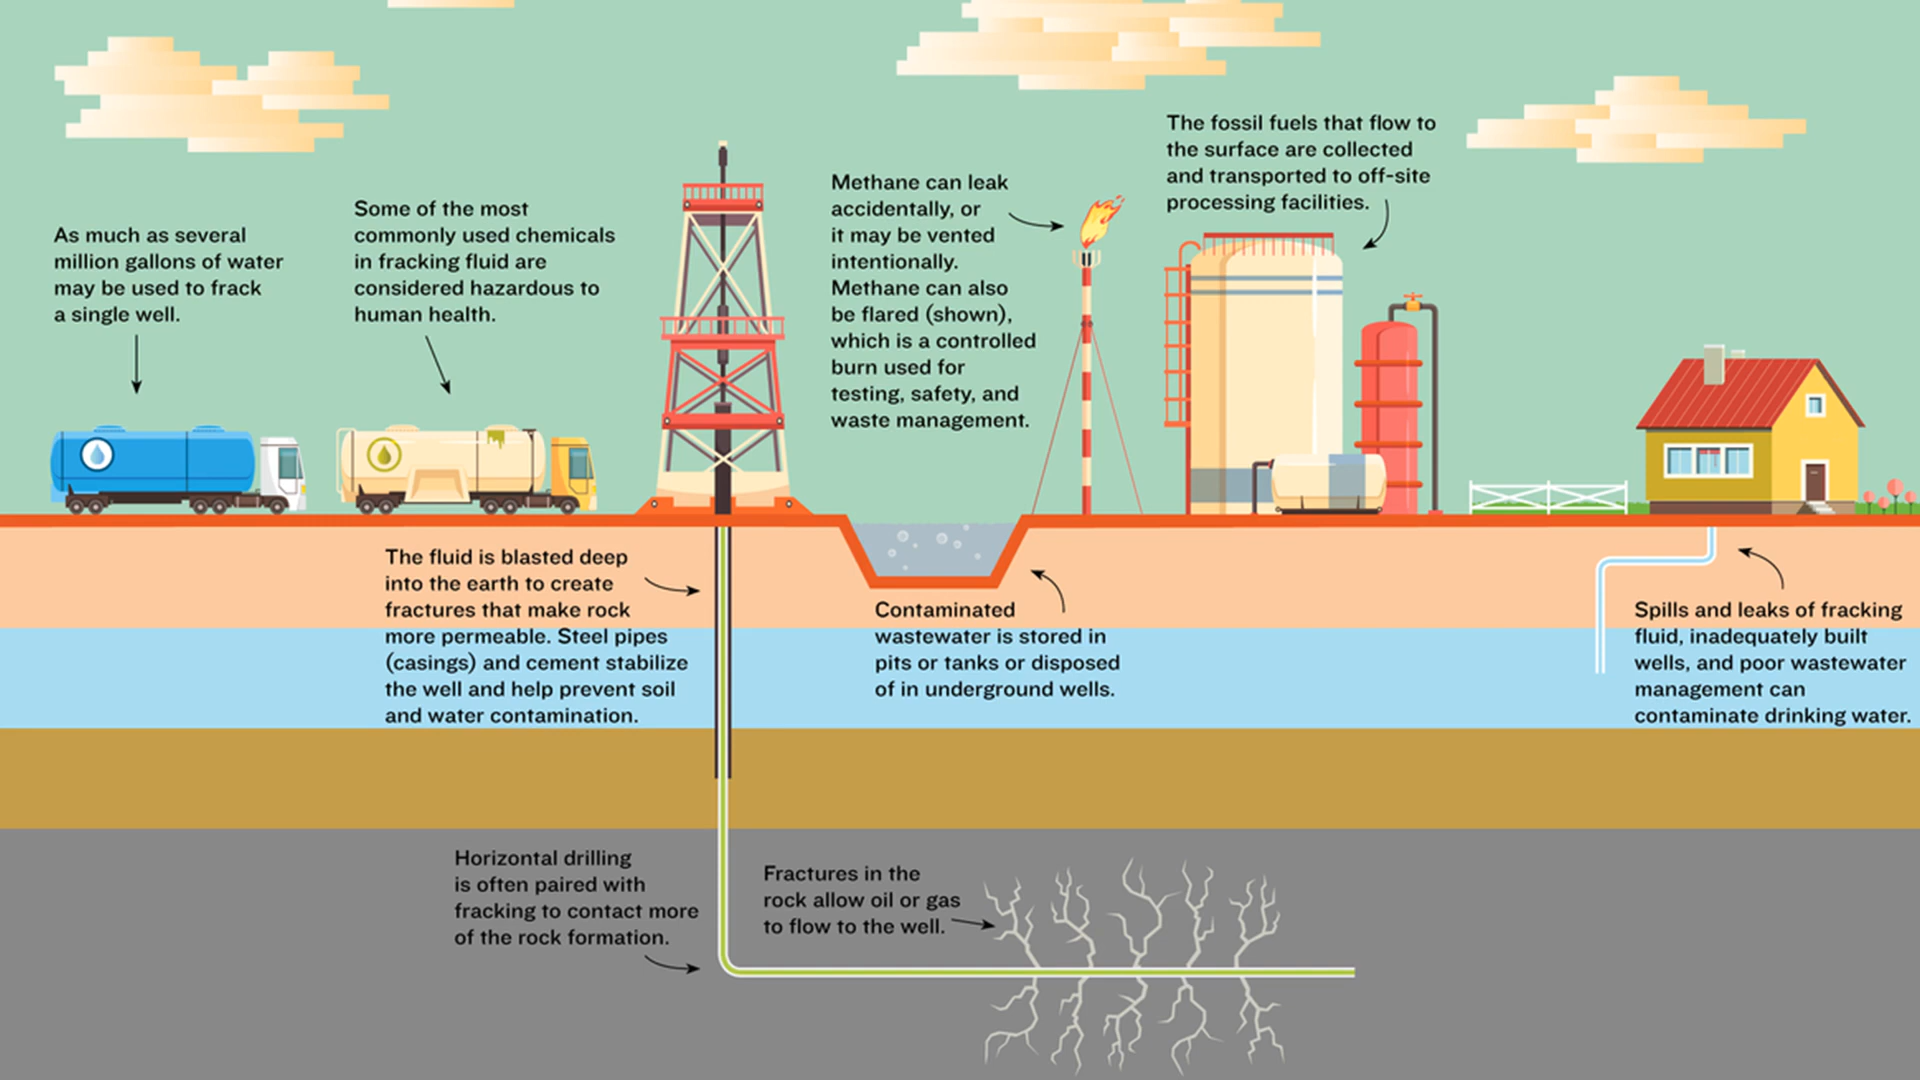 As much as several
million gallons of water
may be used to frack
a single well.
Some of the most
commonly used chemicals
in fracking fluid are
considered hazardous to
human health.
Methane can leak
accidentally, or
it may be vented
intentionally.
Methane can also
be flared (shown),
which is a controlled
burn used for
testing, safety, and
waste management.
The fossil fuels that flow to
the surface are collected
and transported to off-site
processing facilities.
The fluid is blasted deep
into the earth to create
fractures that make rock
more permeable. Steel pipes
(casings) and cement stabilize
the well and help prevent soil
and water contamination.
Contaminated
wastewater is stored in
pits or tanks or disposed
of in underground wells.
Spills and leaks of fracking
fluid, inadequately built
wells, and poor wastewater
management can
contaminate drinking water.
Horizontal drilling
is often paired with
fracking to contact more
of the rock formation.
Fractures in the
rock allow oil or gas
to flow to the well.